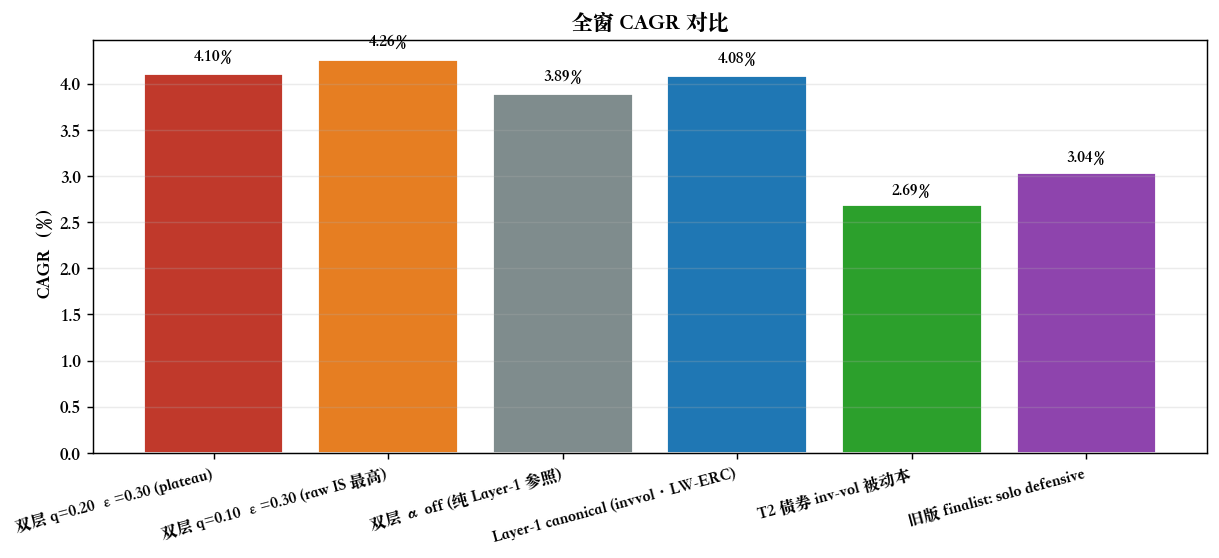 全窗 CAGR 对比
CAGR (%)
4.0
3.5
3.0
2.5
2.0
1.5
1.0
0.5
0.0
4.10%
4.26%
3.89%
4.08%
2.69%
3.04%
双层 q=0.20 ε=0.30 (plateau)
双层 q=0.10 ε=0.30 (raw IS 最高)
双层 α off (纯 Layer-1 参照)
Layer-1 canonical (invvol · LW-ERC)
T2 债券 inv-vol 被动本
旧版 finalist: solo defensive